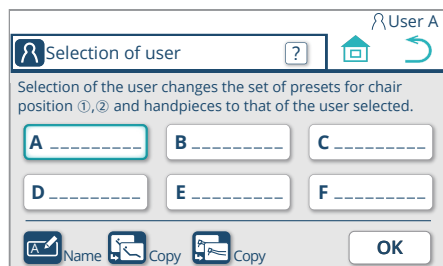 User A
Selection of user ?
Selection of the user changes the set of presets for chair
position ①,② and handpieces to that of the user selected.
A _________ B _________ C _________
D _________ E _________ F _________
A Name Copy Copy OK